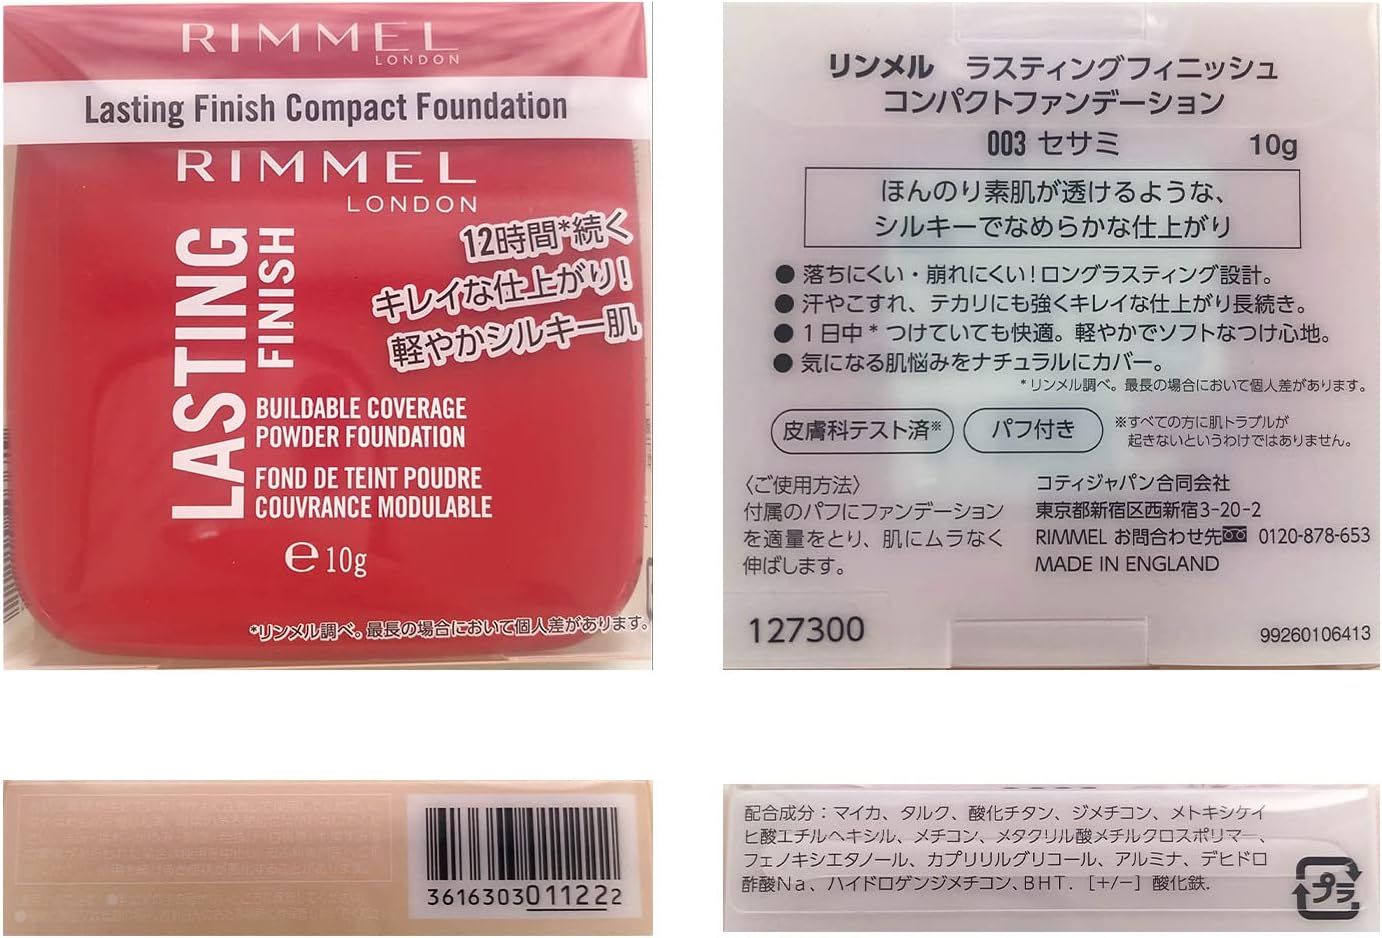 RIMMEL
LONDON
Lasting Finish Compact Foundation
RIMMEL
LONDON
LASTING
FINISH
12時間*続く
キレイな仕上がり!
軽やかシルキー肌
BUILDABLE COVERAGE
POWDER FOUNDATION
FOND DE TEINT POUDRE
COUVRANCE MODULABLE
e10g
*リンメル調べ。最長の場合において個人差があります。
リンメル ラスティングフィニッシュ
コンパクトファンデーション
003 セサミ 10g
ほんのり素肌が透けるような、
シルキーでなめらかな仕上がり
● 落ちにくい・崩れにくい!ロングラスティング設計。
● 汗やこすれ、テカリにも強くキレイな仕上がり長続き。
● 1日中*つけていても快適。軽やかでソフトなつけ心地。
● 気になる肌悩みをナチュラルにカバー。
*リンメル調べ。最長の場合において個人差があります。
皮膚科テスト済※
パフ付き
※すべての方に肌トラブルが
起きないというわけではありません。
〈ご使用方法〉
付属のパフにファンデーション
を適量をとり、肌にムラなく
伸ばします。
コティジャパン合同会社
東京都新宿区西新宿3-20-2
RIMMEL お問合わせ先 0120-878-653
MADE IN ENGLAND
127300
99260106413
3616303011222
配合成分：マイカ、タルク、酸化チタン、ジメチコン、メトキシケイ
ヒ酸エチルヘキシル、メチコン、メタクリル酸メチルクロスポリマー、
フェノキシエタノール、カプリリルグリコール、アルミナ、デヒドロ
酢酸Na、ハイドロゲンジメチコン、BHT. [+/−] 酸化鉄.
プラ